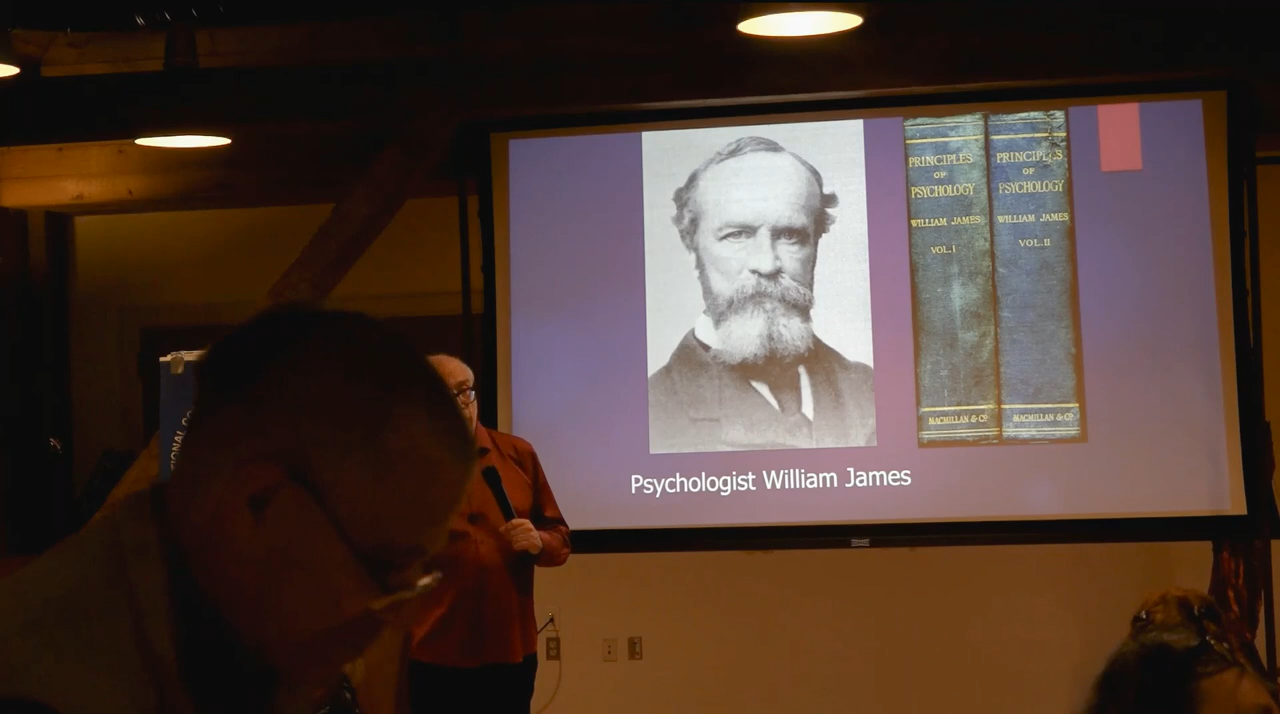 PRINCIPLES
OF
PSYCHOLOGY
WILLIAM JAMES
VOL.I
MACMILLAN & Co
PRINCIPLES
OF
PSYCHOLOGY
WILLIAM JAMES
VOL.II
MACMILLAN & Co
Psychologist William James